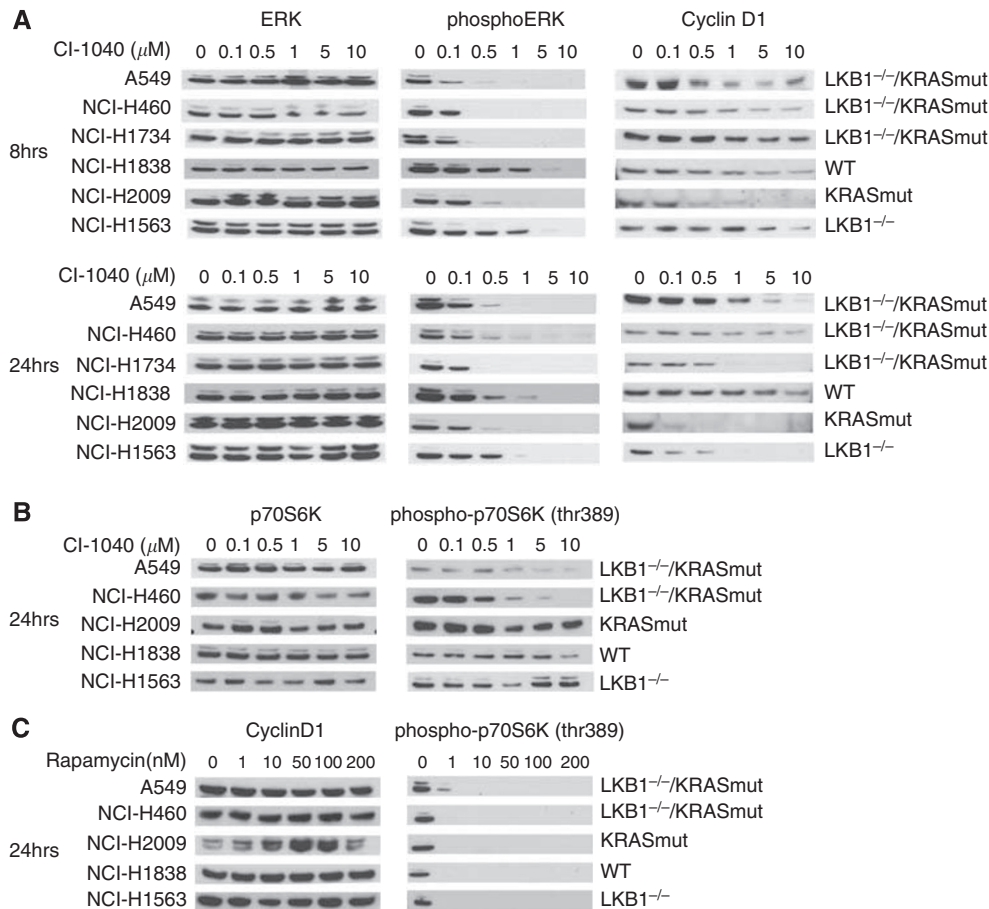 A
ERK phosphoERK Cyclin D1
CI-1040 (μM) 0 0.1 0.5 1 5 10 0 0.1 0.5 1 5 10 0 0.1 0.5 1 5 10
8hrs
A549 LKB1–/–/KRASmut
NCI-H460 LKB1–/–/KRASmut
NCI-H1734 LKB1–/–/KRASmut
NCI-H1838 WT
NCI-H2009 KRASmut
NCI-H1563 LKB1–/–
CI-1040 (μM) 0 0.1 0.5 1 5 10 0 0.1 0.5 1 5 10 0 0.1 0.5 1 5 10
24hrs
A549 LKB1–/–/KRASmut
NCI-H460 LKB1–/–/KRASmut
NCI-H1734 LKB1–/–/KRASmut
NCI-H1838 WT
NCI-H2009 KRASmut
NCI-H1563 LKB1–/–
B
p70S6K phospho-p70S6K (thr389)
CI-1040 (μM) 0 0.1 0.5 1 5 10 0 0.1 0.5 1 5 10
24hrs
A549 LKB1–/–/KRASmut
NCI-H460 LKB1–/–/KRASmut
NCI-H2009 KRASmut
NCI-H1838 WT
NCI-H1563 LKB1–/–
C
CyclinD1 phospho-p70S6K (thr389)
Rapamycin(nM) 0 1 10 50 100 200 0 1 10 50 100 200
24hrs
A549 LKB1–/–/KRASmut
NCI-H460 LKB1–/–/KRASmut
NCI-H2009 KRASmut
NCI-H1838 WT
NCI-H1563 LKB1–/–